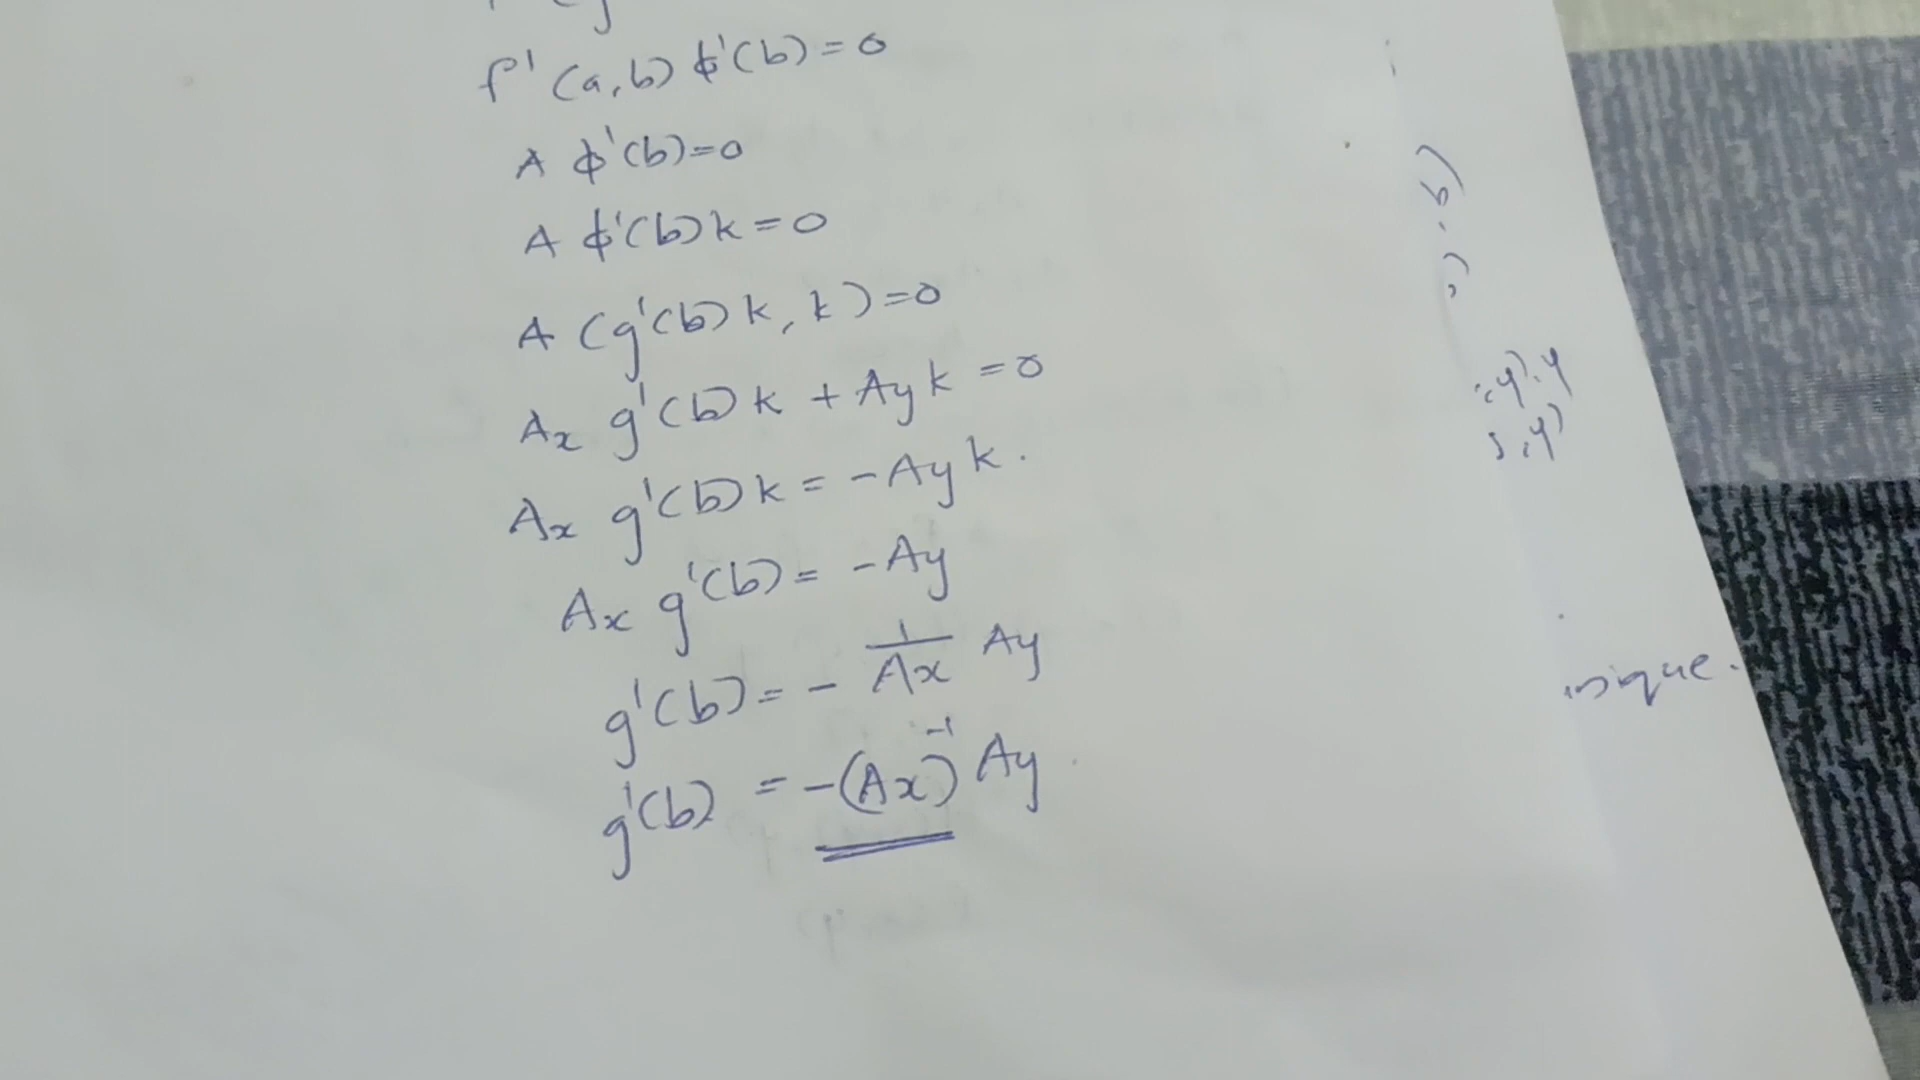 f'(a,b) ϕ'(b)=0
A ϕ'(b)=0
A ϕ'(b)k=0
A (g'(b)k, k)=0
Ax g'(b)k + Ay k =0
Ax g'(b)k = -Ay k.
Ax g'(b)= -Ay
g'(b)= - 1/Ax Ay
g'(b) = -(Ax)⁻¹ Ay